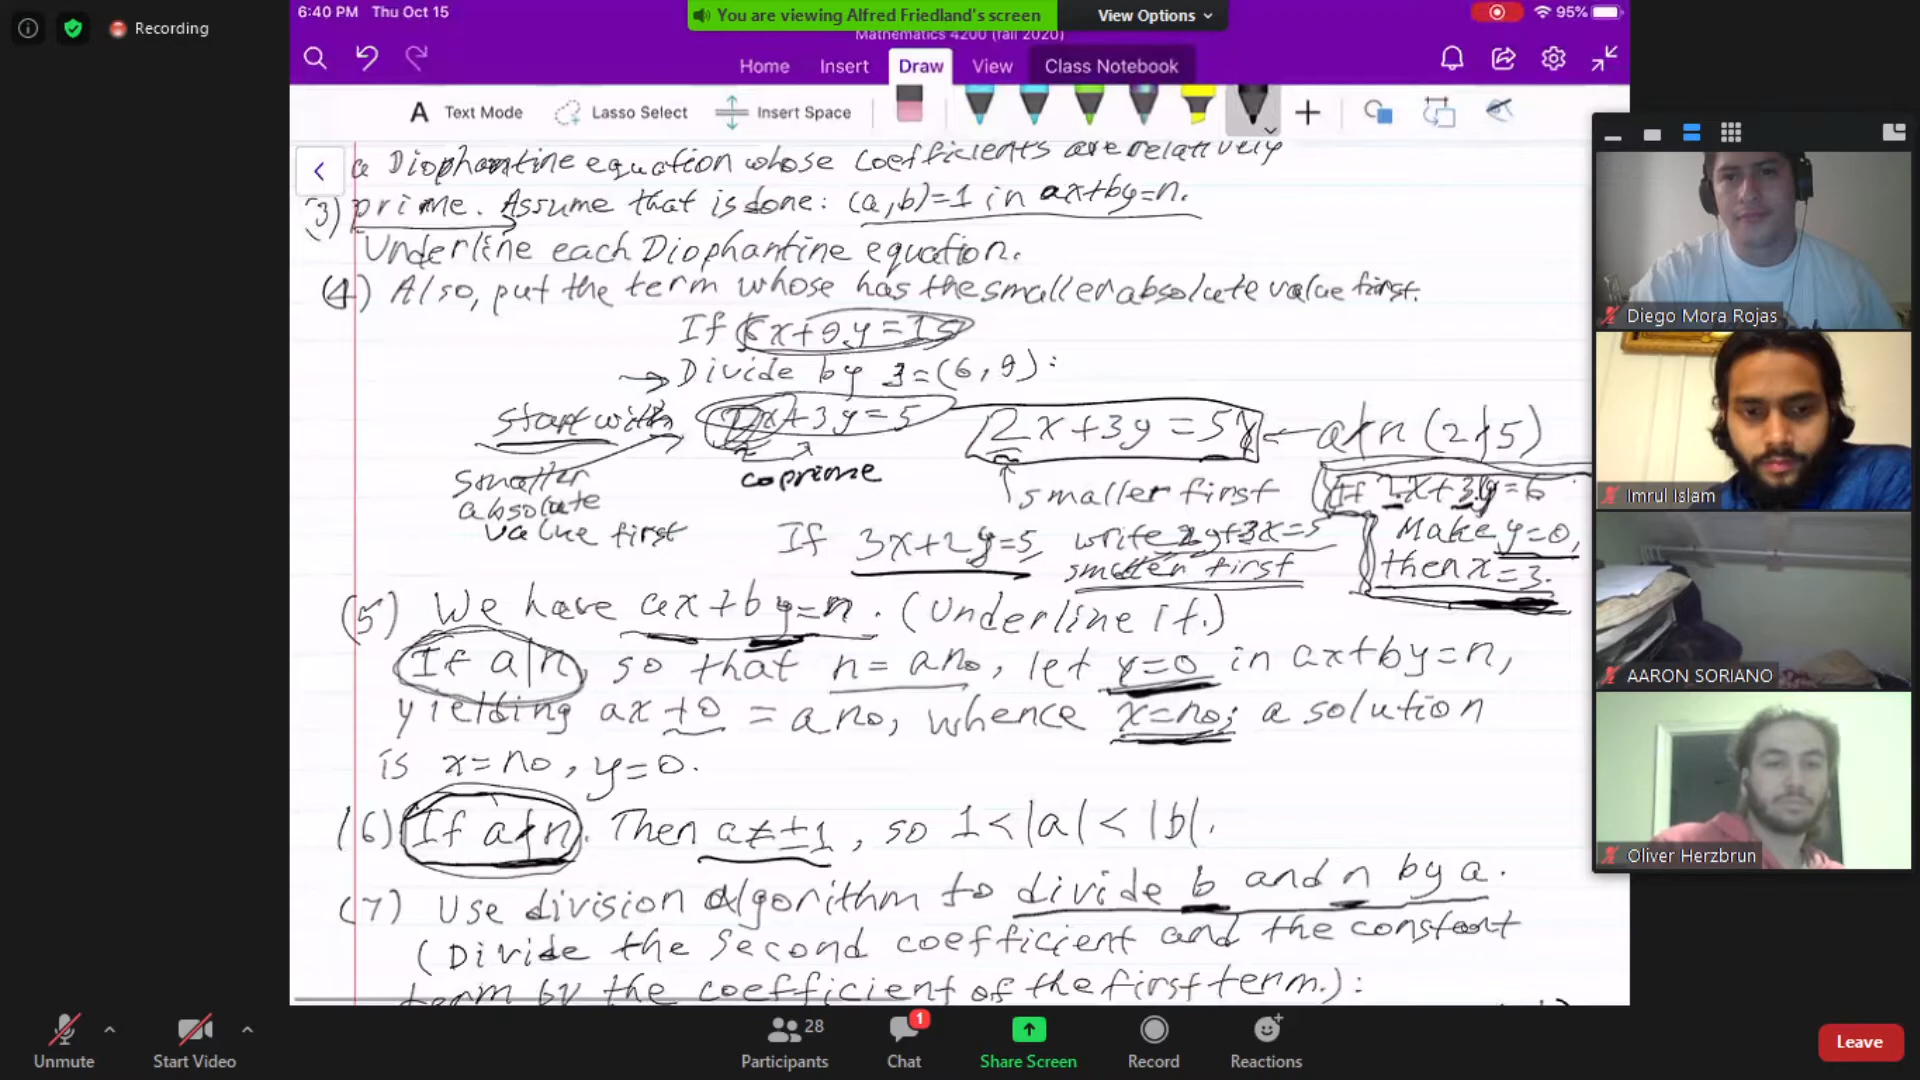 6:40 PM Thu Oct 15
You are viewing Alfred Friedland's screen
View Options
95%
Recording
Mathematics 4200 (fall 2020)
Home Insert Draw View Class Notebook
A Text Mode Lasso Select Insert Space
a Diophantine equation whose coefficients are relatively
(3) prime. Assume that is done: (a,b)=1 in ax+by=n.
Underline each Diophantine equation.
(4) Also, put the term whose has the smaller absolute value first.
If 6x+9y=15
→ Divide by 3=(6,9):
start with 2x+3y=5
smaller
absolute
value first
coprime
2x+3y=5 ← a∤n (2∤5)
smaller first
If 2x+3y=6
Make y=0,
then x=3.
If 3x+2y=5 write 2y+3x=5
smaller first
(5) We have ax+by=n. (Underline it.)
If a|n, so that n=an₀, let y=0 in ax+by=n,
yielding ax+0=an₀, whence x=n₀; a solution
is x=n₀, y=0.
(6) If a∤n. Then a≠±1, so 1<|a|<|b|.
(7) Use division algorithm to divide b and n by a.
(Divide the second coefficient and the constant
term by the coefficient of the first term.):
Diego Mora Rojas
Imrul Islam
AARON SORIANO
Oliver Herzbrun
Unmute
Start Video
28
Participants
1
Chat
Share Screen
Record
Reactions
Leave